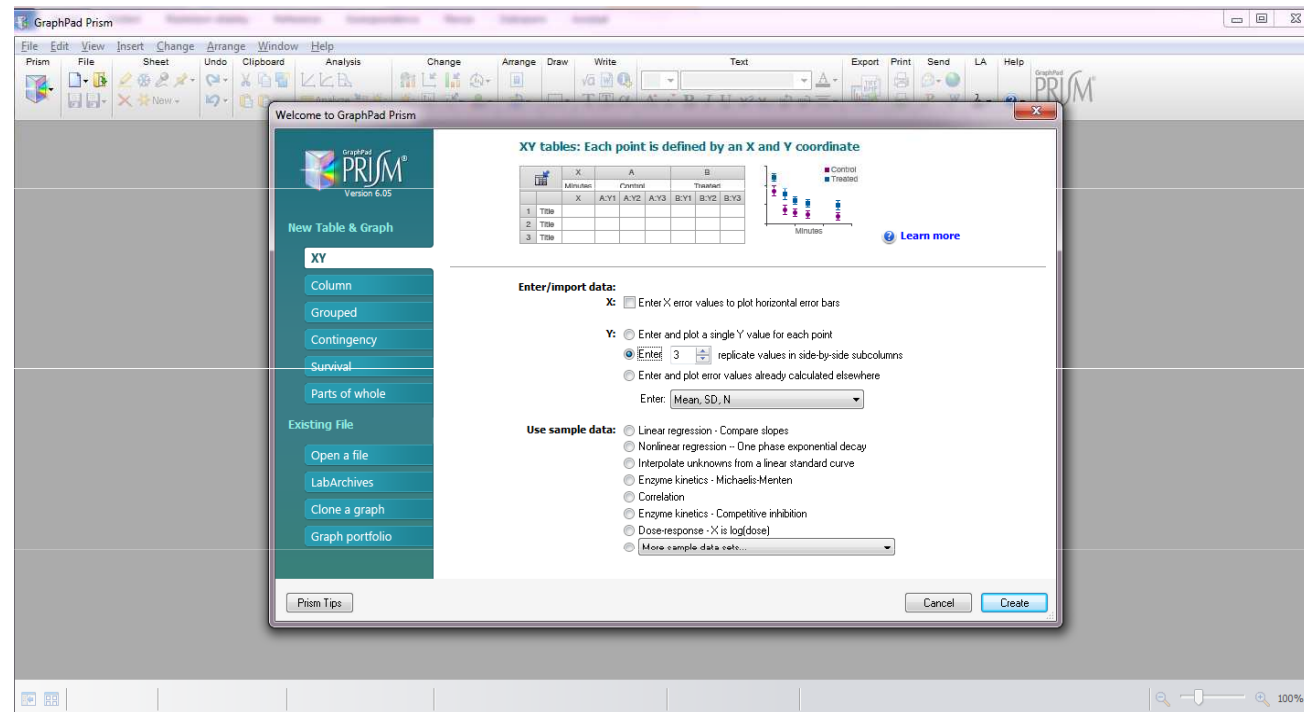 GraphPad Prism
File Edit View Insert Change Arrange Window Help
Prism File Sheet Undo Clipboard Analysis Change Arrange Draw Write Text Export Print Send LA Help
New
GraphPad
PRISM
Welcome to GraphPad Prism
GraphPad
PRISM®
Version 6.05
New Table & Graph
XY
Column
Grouped
Contingency
Survival
Parts of whole
Existing File
Open a file
LabArchives
Clone a graph
Graph portfolio
XY tables: Each point is defined by an X and Y coordinate
X A B
Minutes Control Treated
X A:Y1 A:Y2 A:Y3 B:Y1 B:Y2 B:Y3
1 Title
2 Title
3 Title
Control
Treated
Minutes
Learn more
Enter/import data:
X: Enter X error values to plot horizontal error bars
Y: Enter and plot a single Y value for each point
Enter 3 replicate values in side-by-side subcolumns
Enter and plot error values already calculated elsewhere
Enter: Mean, SD, N
Use sample data: Linear regression - Compare slopes
Nonlinear regression -- One phase exponential decay
Interpolate unknowns from a linear standard curve
Enzyme kinetics - Michaelis-Menten
Correlation
Enzyme kinetics - Competitive inhibition
Dose-response - X is log(dose)
More sample data sets...
Prism Tips
Cancel
Create
100%